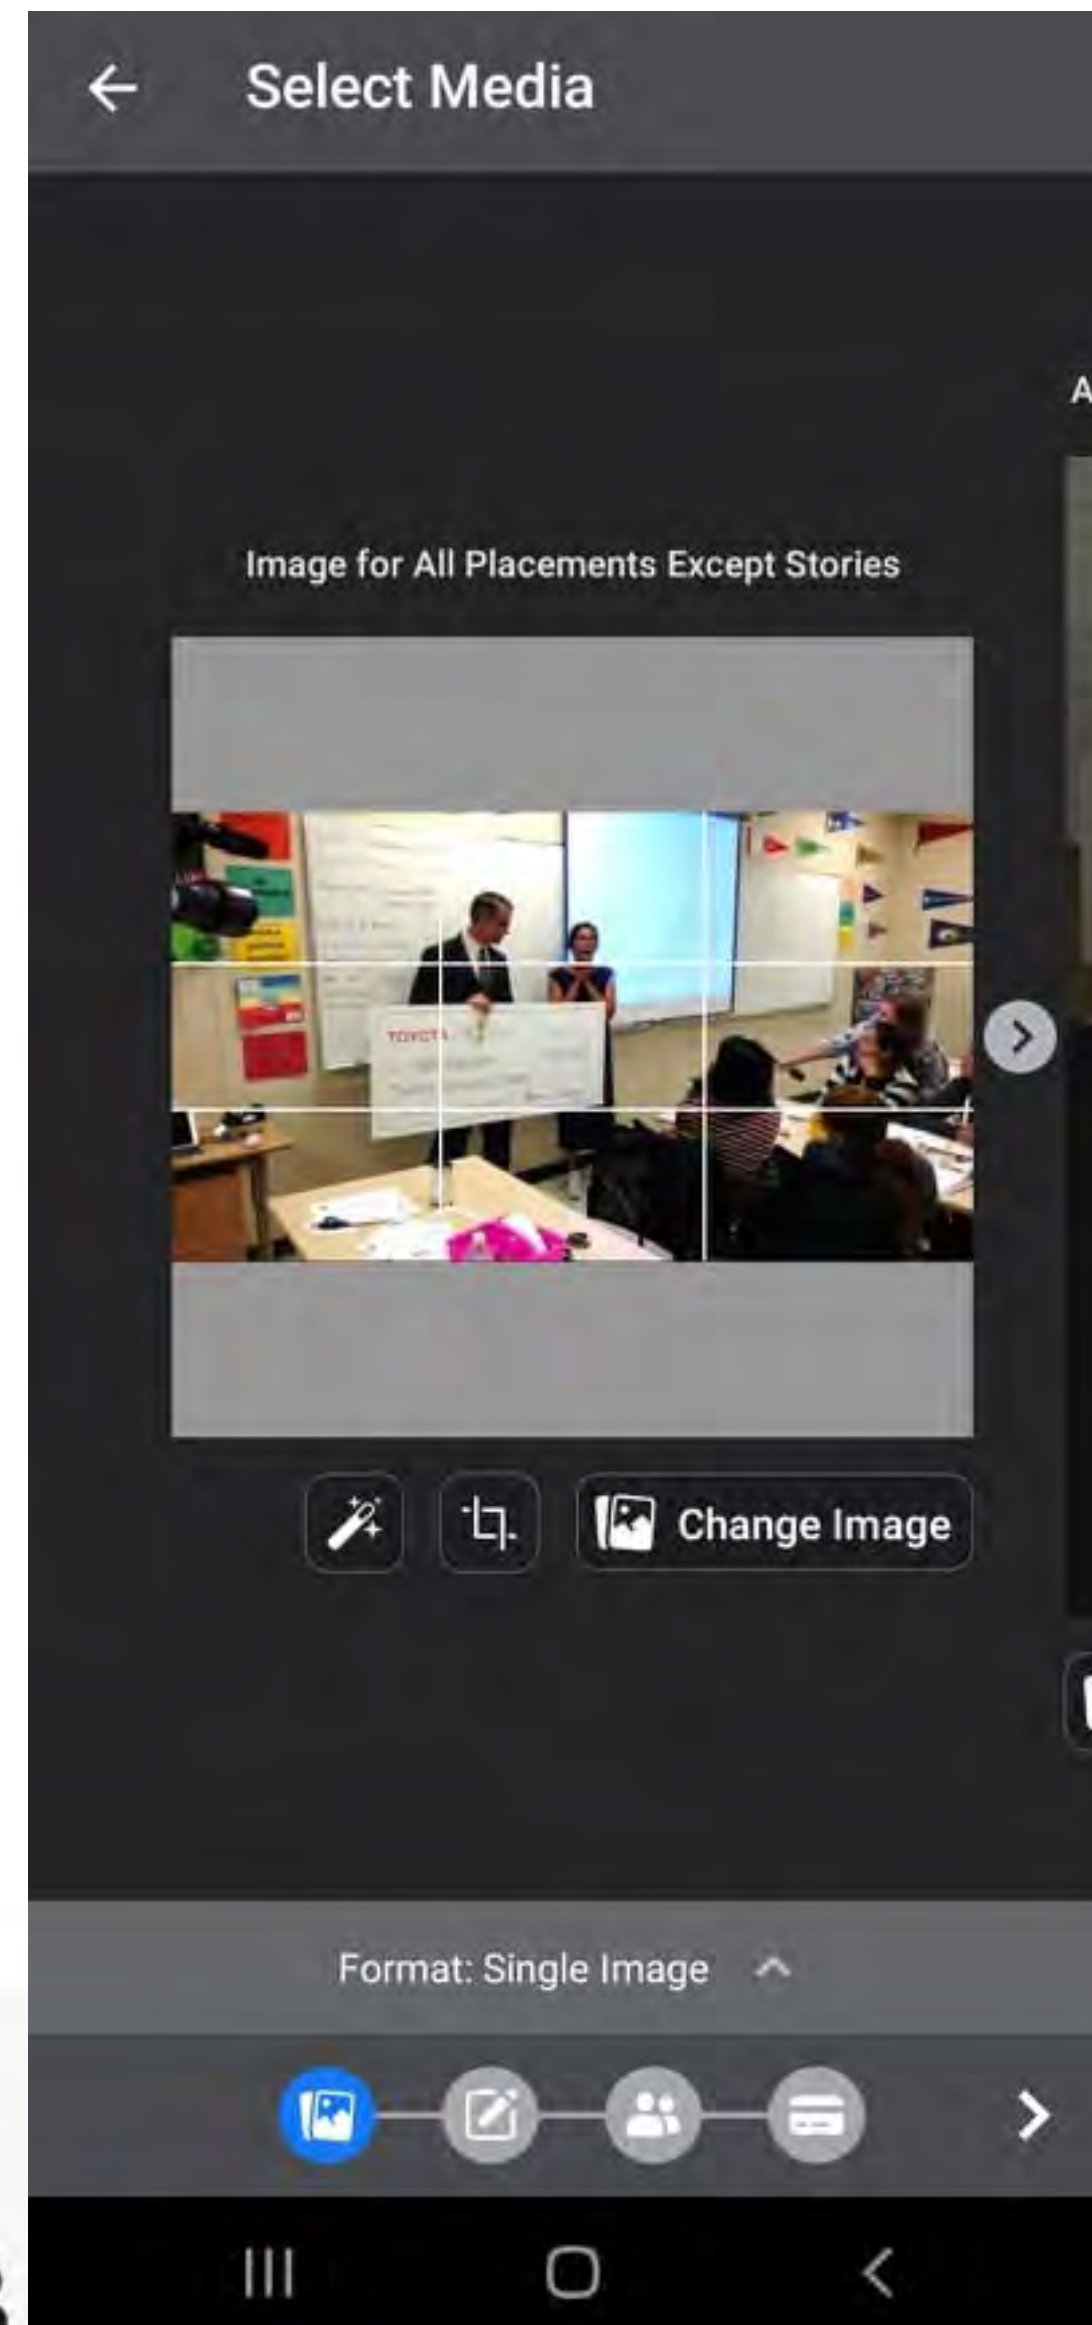 Select Media
A
Image for All Placements Except Stories
TOYOTA
Change Image
Format: Single Image